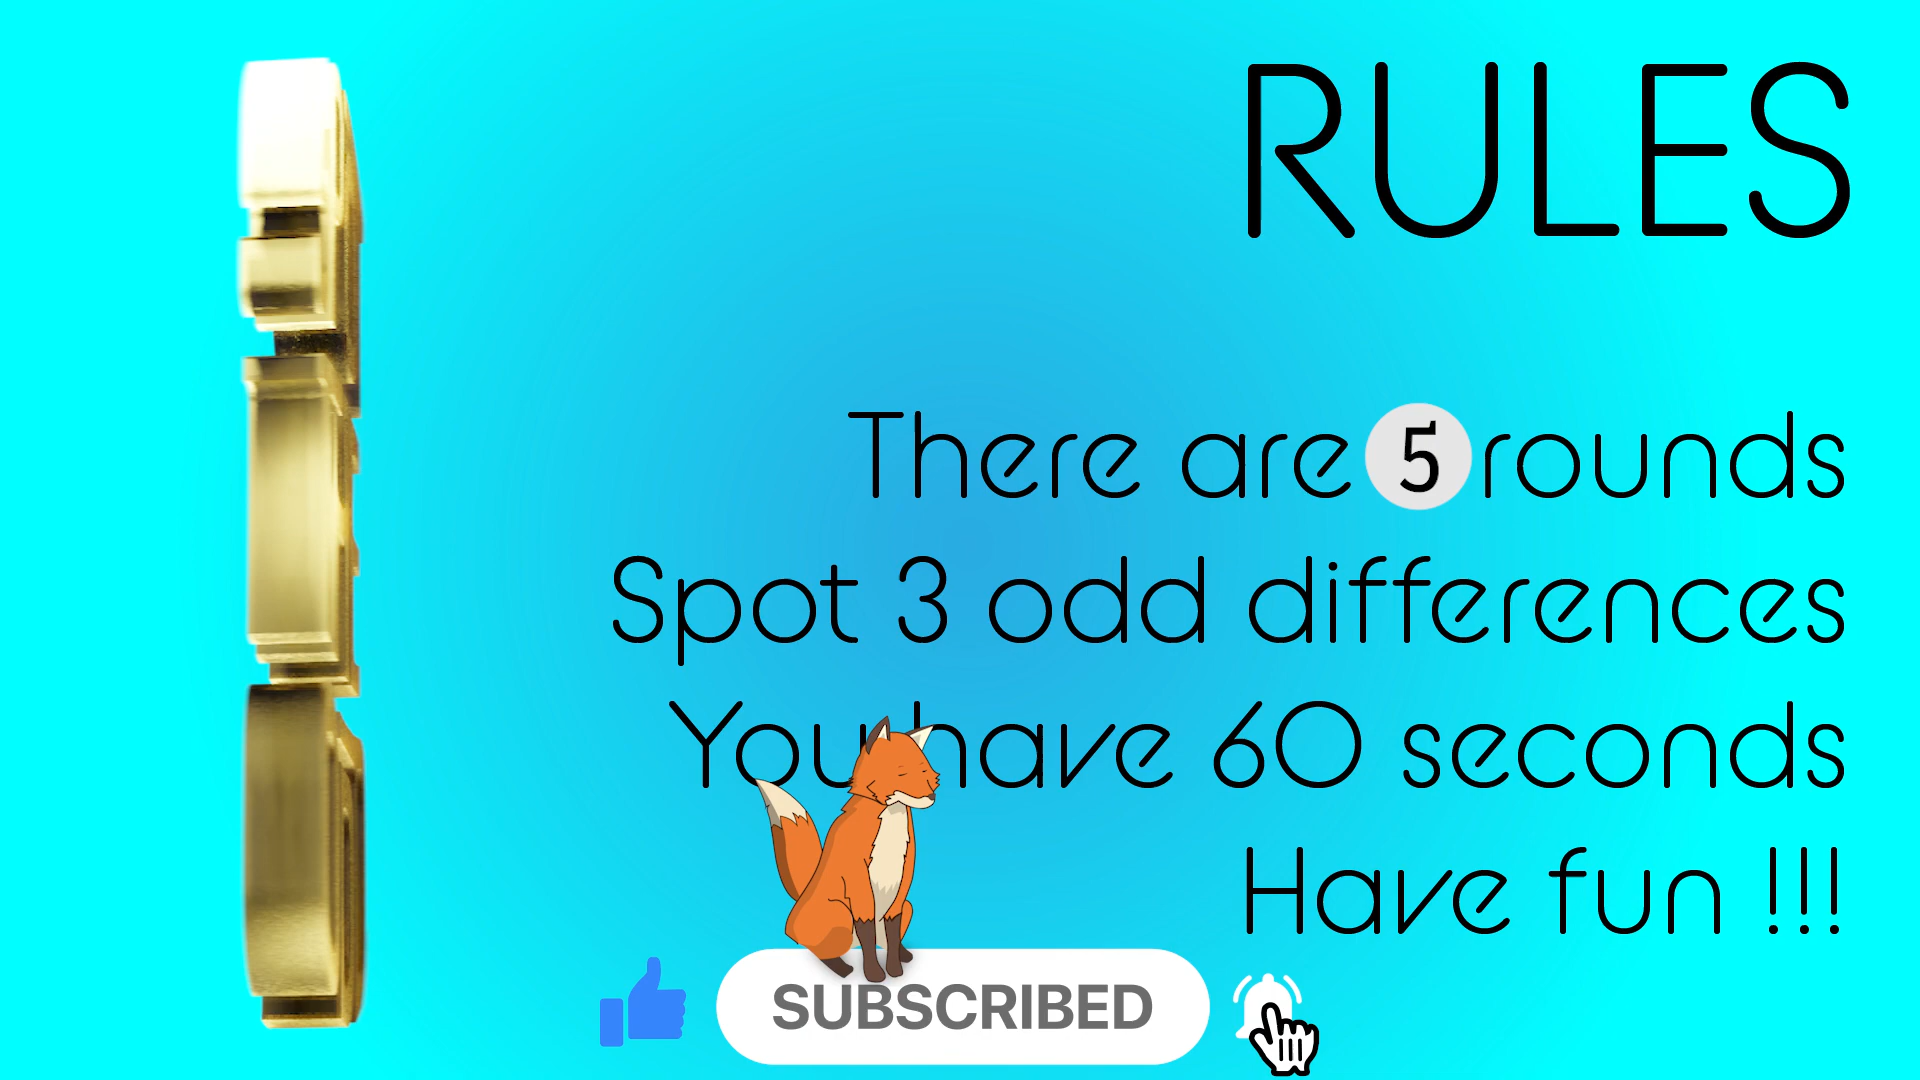 RULES
There are 5 rounds
Spot 3 odd differences
You have 60 seconds
Have fun !!!
SUBSCRIBED